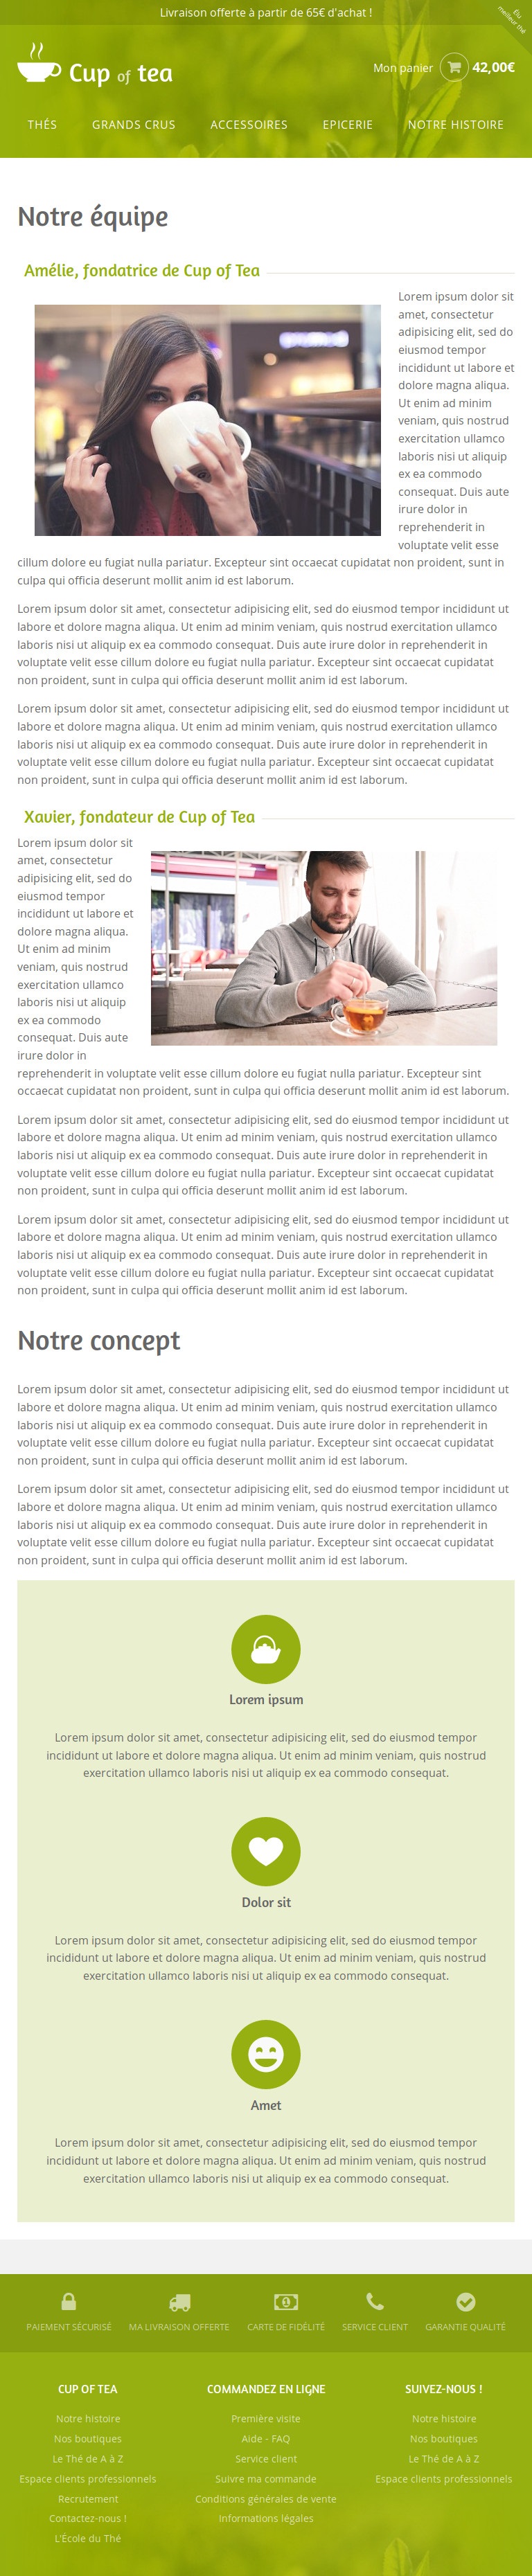 Livraison offerte à partir de 65€ d'achat !
Élu
meilleur thé
Cup of tea
Mon panier 42,00€
THÉS GRANDS CRUS ACCESSOIRES EPICERIE NOTRE HISTOIRE
Notre équipe
Amélie, fondatrice de Cup of Tea
Lorem ipsum dolor sit
amet, consectetur
adipisicing elit, sed do
eiusmod tempor
incididunt ut labore et
dolore magna aliqua.
Ut enim ad minim
veniam, quis nostrud
exercitation ullamco
laboris nisi ut aliquip
ex ea commodo
consequat. Duis aute
irure dolor in
reprehenderit in
voluptate velit esse
cillum dolore eu fugiat nulla pariatur. Excepteur sint occaecat cupidatat non proident, sunt in
culpa qui officia deserunt mollit anim id est laborum.
Lorem ipsum dolor sit amet, consectetur adipisicing elit, sed do eiusmod tempor incididunt ut
labore et dolore magna aliqua. Ut enim ad minim veniam, quis nostrud exercitation ullamco
laboris nisi ut aliquip ex ea commodo consequat. Duis aute irure dolor in reprehenderit in
voluptate velit esse cillum dolore eu fugiat nulla pariatur. Excepteur sint occaecat cupidatat
non proident, sunt in culpa qui officia deserunt mollit anim id est laborum.
Lorem ipsum dolor sit amet, consectetur adipisicing elit, sed do eiusmod tempor incididunt ut
labore et dolore magna aliqua. Ut enim ad minim veniam, quis nostrud exercitation ullamco
laboris nisi ut aliquip ex ea commodo consequat. Duis aute irure dolor in reprehenderit in
voluptate velit esse cillum dolore eu fugiat nulla pariatur. Excepteur sint occaecat cupidatat
non proident, sunt in culpa qui officia deserunt mollit anim id est laborum.
Xavier, fondateur de Cup of Tea
Lorem ipsum dolor sit
amet, consectetur
adipisicing elit, sed do
eiusmod tempor
incididunt ut labore et
dolore magna aliqua.
Ut enim ad minim
veniam, quis nostrud
exercitation ullamco
laboris nisi ut aliquip
ex ea commodo
consequat. Duis aute
irure dolor in
reprehenderit in voluptate velit esse cillum dolore eu fugiat nulla pariatur. Excepteur sint
occaecat cupidatat non proident, sunt in culpa qui officia deserunt mollit anim id est laborum.
Lorem ipsum dolor sit amet, consectetur adipisicing elit, sed do eiusmod tempor incididunt ut
labore et dolore magna aliqua. Ut enim ad minim veniam, quis nostrud exercitation ullamco
laboris nisi ut aliquip ex ea commodo consequat. Duis aute irure dolor in reprehenderit in
voluptate velit esse cillum dolore eu fugiat nulla pariatur. Excepteur sint occaecat cupidatat
non proident, sunt in culpa qui officia deserunt mollit anim id est laborum.
Lorem ipsum dolor sit amet, consectetur adipisicing elit, sed do eiusmod tempor incididunt ut
labore et dolore magna aliqua. Ut enim ad minim veniam, quis nostrud exercitation ullamco
laboris nisi ut aliquip ex ea commodo consequat. Duis aute irure dolor in reprehenderit in
voluptate velit esse cillum dolore eu fugiat nulla pariatur. Excepteur sint occaecat cupidatat
non proident, sunt in culpa qui officia deserunt mollit anim id est laborum.
Notre concept
Lorem ipsum dolor sit amet, consectetur adipisicing elit, sed do eiusmod tempor incididunt ut
labore et dolore magna aliqua. Ut enim ad minim veniam, quis nostrud exercitation ullamco
laboris nisi ut aliquip ex ea commodo consequat. Duis aute irure dolor in reprehenderit in
voluptate velit esse cillum dolore eu fugiat nulla pariatur. Excepteur sint occaecat cupidatat
non proident, sunt in culpa qui officia deserunt mollit anim id est laborum.
Lorem ipsum dolor sit amet, consectetur adipisicing elit, sed do eiusmod tempor incididunt ut
labore et dolore magna aliqua. Ut enim ad minim veniam, quis nostrud exercitation ullamco
laboris nisi ut aliquip ex ea commodo consequat. Duis aute irure dolor in reprehenderit in
voluptate velit esse cillum dolore eu fugiat nulla pariatur. Excepteur sint occaecat cupidatat
non proident, sunt in culpa qui officia deserunt mollit anim id est laborum.
Lorem ipsum
Lorem ipsum dolor sit amet, consectetur adipisicing elit, sed do eiusmod tempor
incididunt ut labore et dolore magna aliqua. Ut enim ad minim veniam, quis nostrud
exercitation ullamco laboris nisi ut aliquip ex ea commodo consequat.
Dolor sit
Lorem ipsum dolor sit amet, consectetur adipisicing elit, sed do eiusmod tempor
incididunt ut labore et dolore magna aliqua. Ut enim ad minim veniam, quis nostrud
exercitation ullamco laboris nisi ut aliquip ex ea commodo consequat.
Amet
Lorem ipsum dolor sit amet, consectetur adipisicing elit, sed do eiusmod tempor
incididunt ut labore et dolore magna aliqua. Ut enim ad minim veniam, quis nostrud
exercitation ullamco laboris nisi ut aliquip ex ea commodo consequat.
PAIEMENT SÉCURISÉ MA LIVRAISON OFFERTE CARTE DE FIDÉLITÉ SERVICE CLIENT GARANTIE QUALITÉ
CUP OF TEA
Notre histoire
Nos boutiques
Le Thé de A à Z
Espace clients professionnels
Recrutement
Contactez-nous !
L'École du Thé
COMMANDEZ EN LIGNE
Première visite
Aide - FAQ
Service client
Suivre ma commande
Conditions générales de vente
Informations légales
SUIVEZ-NOUS !
Notre histoire
Nos boutiques
Le Thé de A à Z
Espace clients professionnels